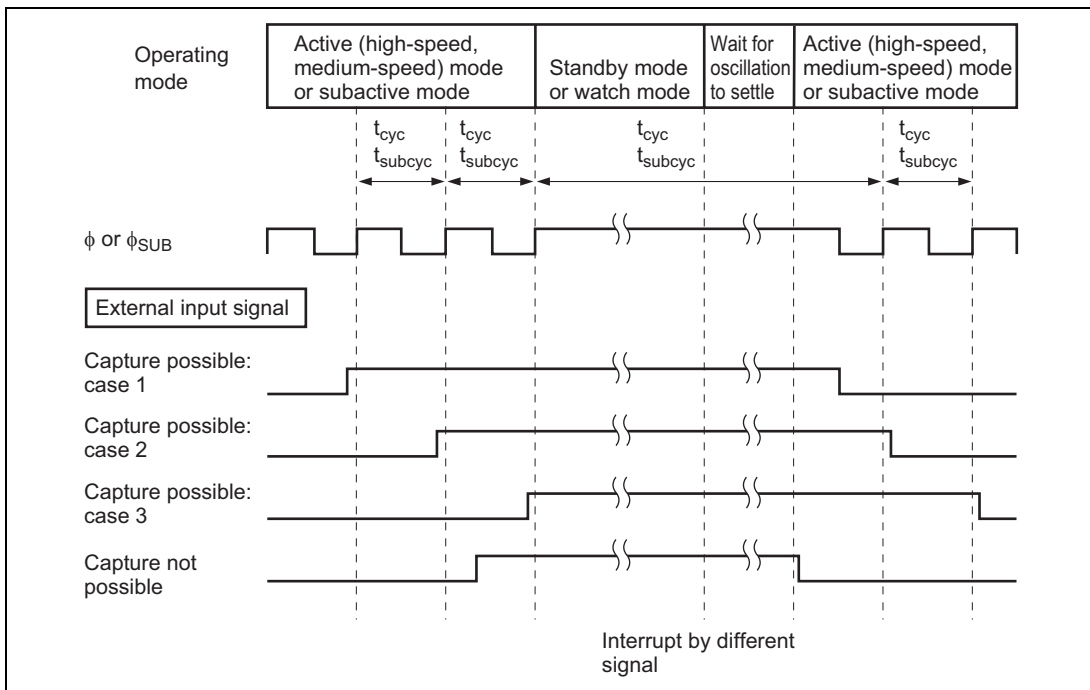 Operating
mode
Active (high-speed,
medium-speed) mode
or subactive mode
Standby mode
or watch mode
Wait for
oscillation
to settle
Active (high-speed,
medium-speed) mode
or subactive mode
tcyc
tsubcyc
tcyc
tsubcyc
tcyc
tsubcyc
tcyc
tsubcyc
φ or φSUB
External input signal
Capture possible:
case 1
Capture possible:
case 2
Capture possible:
case 3
Capture not
possible
Interrupt by different
signal